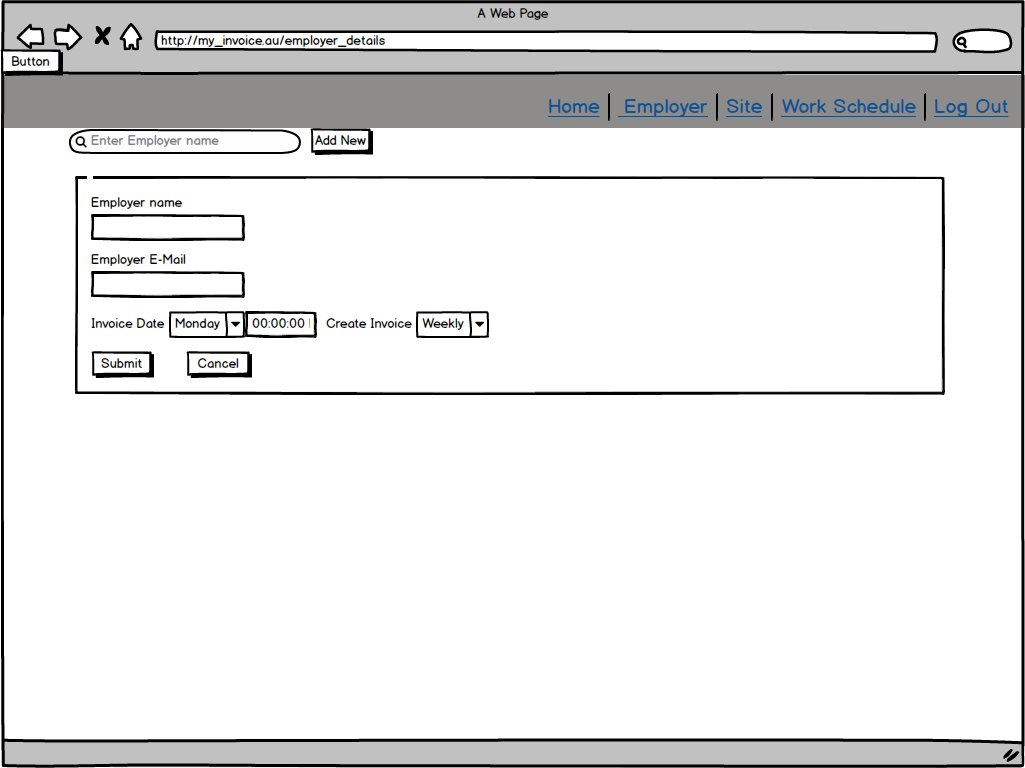 A Web Page
http://my_invoice.au/employer_details
Button
Home Employer Site Work Schedule Log Out
Enter Employer name Add New
Employer name
Employer E-Mail
Invoice Date Monday 00:00:00 Create Invoice Weekly
Submit Cancel